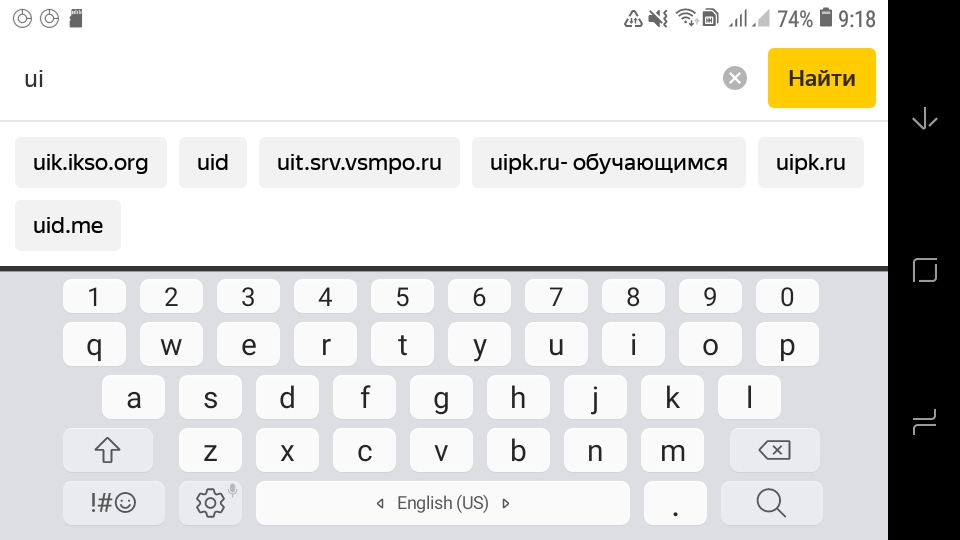 74% 9:18
ui Найти
uik.ikso.org uid uit.srv.vsmpo.ru uipk.ru- обучающимся uipk.ru
uid.me
1 2 3 4 5 6 7 8 9 0
q w e r t y u i o p
a s d f g h j k l
z x c v b n m
!#☺ English (US) .